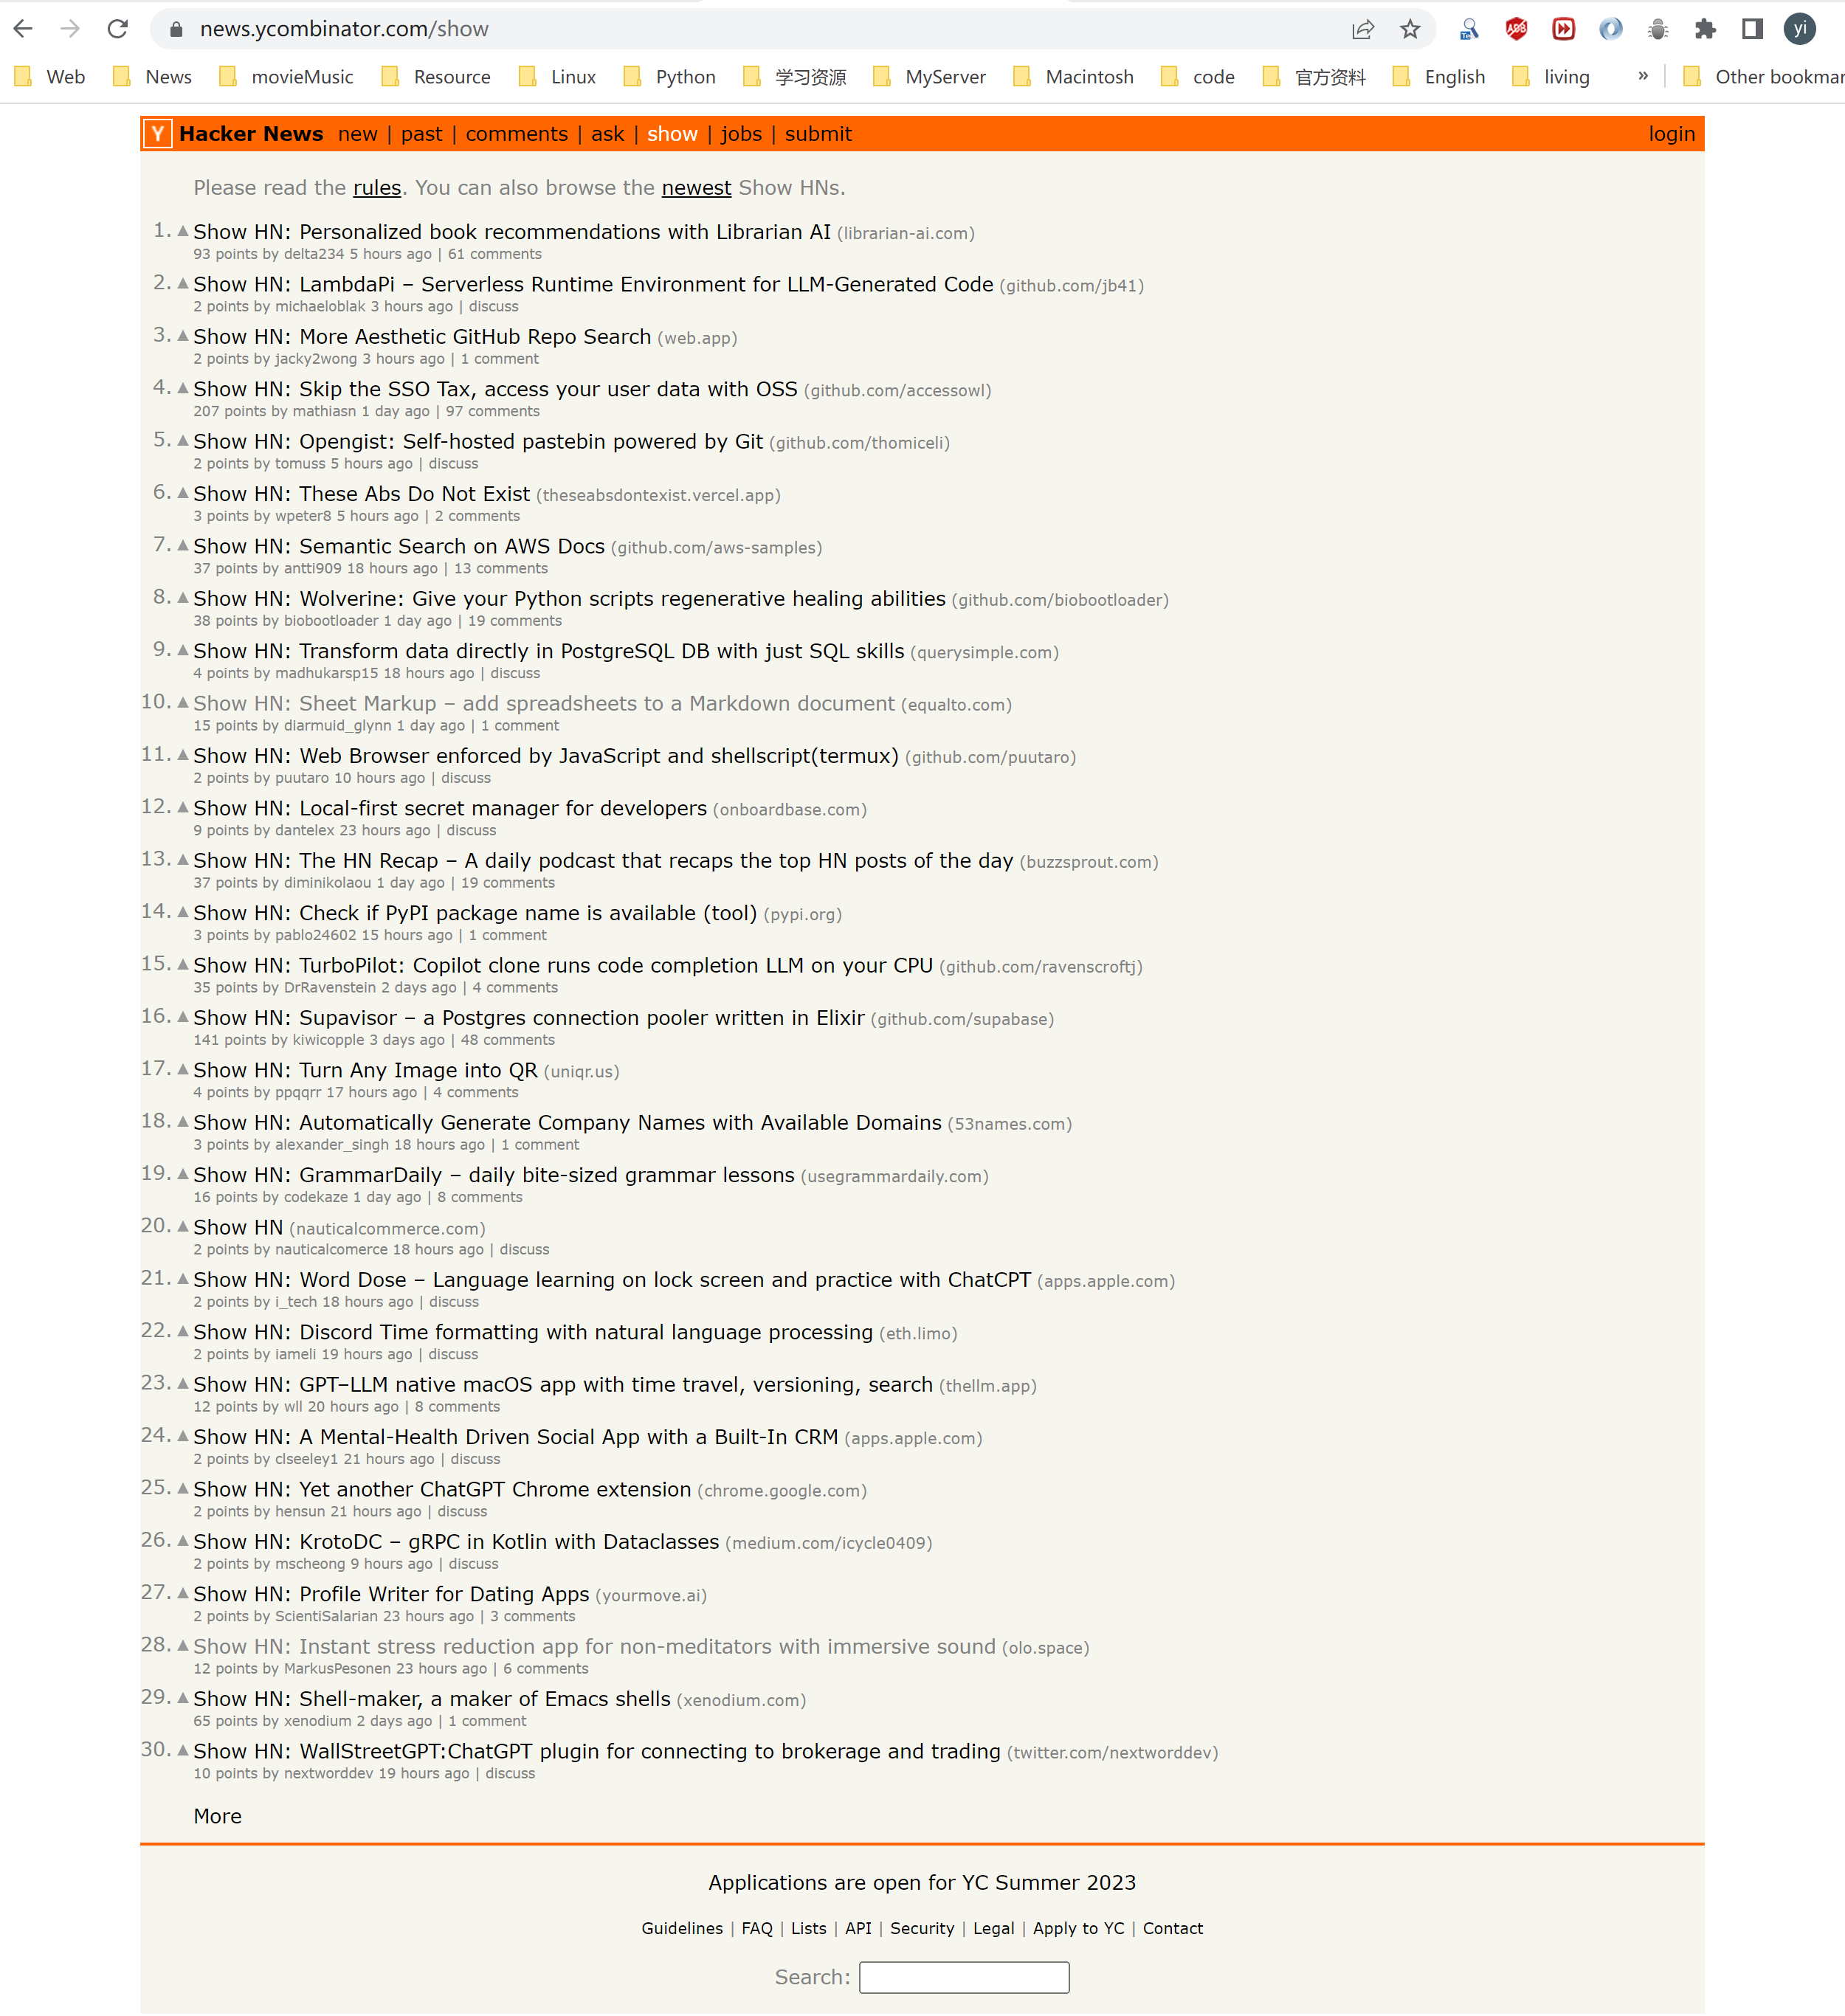 news.ycombinator.com/show
yi
Web News movieMusic Resource Linux Python 学习资源 MyServer Macintosh code 官方资料 English living » Other bookmar
Y Hacker News new | past | comments | ask | show | jobs | submit login
Please read the rules. You can also browse the newest Show HNs.
1. Show HN: Personalized book recommendations with Librarian AI (librarian-ai.com)
93 points by delta234 5 hours ago | 61 comments
2. Show HN: LambdaPi – Serverless Runtime Environment for LLM-Generated Code (github.com/jb41)
2 points by michaeloblak 3 hours ago | discuss
3. Show HN: More Aesthetic GitHub Repo Search (web.app)
2 points by jacky2wong 3 hours ago | 1 comment
4. Show HN: Skip the SSO Tax, access your user data with OSS (github.com/accessowl)
207 points by mathiasn 1 day ago | 97 comments
5. Show HN: Opengist: Self-hosted pastebin powered by Git (github.com/thomiceli)
2 points by tomuss 5 hours ago | discuss
6. Show HN: These Abs Do Not Exist (theseabsdontexist.vercel.app)
3 points by wpeter8 5 hours ago | 2 comments
7. Show HN: Semantic Search on AWS Docs (github.com/aws-samples)
37 points by antti909 18 hours ago | 13 comments
8. Show HN: Wolverine: Give your Python scripts regenerative healing abilities (github.com/biobootloader)
38 points by biobootloader 1 day ago | 19 comments
9. Show HN: Transform data directly in PostgreSQL DB with just SQL skills (querysimple.com)
4 points by madhukarsp15 18 hours ago | discuss
10. Show HN: Sheet Markup – add spreadsheets to a Markdown document (equalto.com)
15 points by diarmuid_glynn 1 day ago | 1 comment
11. Show HN: Web Browser enforced by JavaScript and shellscript(termux) (github.com/puutaro)
2 points by puutaro 10 hours ago | discuss
12. Show HN: Local-first secret manager for developers (onboardbase.com)
9 points by dantelex 23 hours ago | discuss
13. Show HN: The HN Recap – A daily podcast that recaps the top HN posts of the day (buzzsprout.com)
37 points by diminikolaou 1 day ago | 19 comments
14. Show HN: Check if PyPI package name is available (tool) (pypi.org)
3 points by pablo24602 15 hours ago | 1 comment
15. Show HN: TurboPilot: Copilot clone runs code completion LLM on your CPU (github.com/ravenscroftj)
35 points by DrRavenstein 2 days ago | 4 comments
16. Show HN: Supavisor – a Postgres connection pooler written in Elixir (github.com/supabase)
141 points by kiwicopple 3 days ago | 48 comments
17. Show HN: Turn Any Image into QR (uniqr.us)
4 points by ppqqrr 17 hours ago | 4 comments
18. Show HN: Automatically Generate Company Names with Available Domains (53names.com)
3 points by alexander_singh 18 hours ago | 1 comment
19. Show HN: GrammarDaily – daily bite-sized grammar lessons (usegrammardaily.com)
16 points by codekaze 1 day ago | 8 comments
20. Show HN (nauticalcommerce.com)
2 points by nauticalcomerce 18 hours ago | discuss
21. Show HN: Word Dose – Language learning on lock screen and practice with ChatCPT (apps.apple.com)
2 points by i_tech 18 hours ago | discuss
22. Show HN: Discord Time formatting with natural language processing (eth.limo)
2 points by iameli 19 hours ago | discuss
23. Show HN: GPT–LLM native macOS app with time travel, versioning, search (thellm.app)
12 points by wll 20 hours ago | 8 comments
24. Show HN: A Mental-Health Driven Social App with a Built-In CRM (apps.apple.com)
2 points by clseeley1 21 hours ago | discuss
25. Show HN: Yet another ChatGPT Chrome extension (chrome.google.com)
2 points by hensun 21 hours ago | discuss
26. Show HN: KrotoDC – gRPC in Kotlin with Dataclasses (medium.com/icycle0409)
2 points by mscheong 9 hours ago | discuss
27. Show HN: Profile Writer for Dating Apps (yourmove.ai)
2 points by ScientiSalarian 23 hours ago | 3 comments
28. Show HN: Instant stress reduction app for non-meditators with immersive sound (olo.space)
12 points by MarkusPesonen 23 hours ago | 6 comments
29. Show HN: Shell-maker, a maker of Emacs shells (xenodium.com)
65 points by xenodium 2 days ago | 1 comment
30. Show HN: WallStreetGPT:ChatGPT plugin for connecting to brokerage and trading (twitter.com/nextworddev)
10 points by nextworddev 19 hours ago | discuss
More
Applications are open for YC Summer 2023
Guidelines | FAQ | Lists | API | Security | Legal | Apply to YC | Contact
Search: